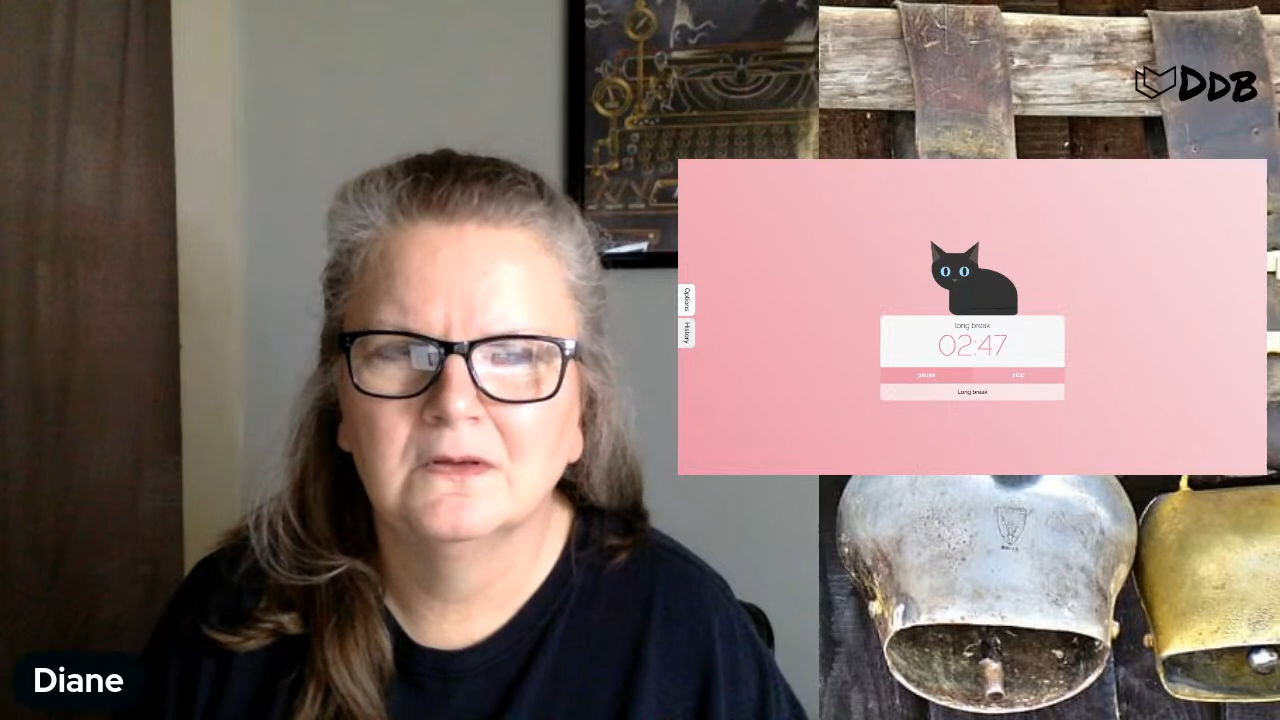 DDB
Options
History
long break
02:47
pause
stop
Long break
Diane